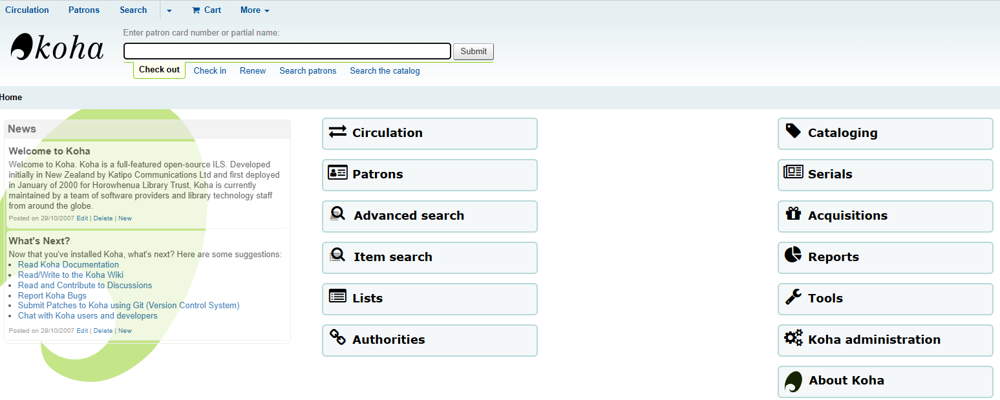 Circulation Patrons Search Cart More
koha
Enter patron card number or partial name:
Submit
Check out Check in Renew Search patrons Search the catalog
Home
News
Welcome to Koha
Welcome to Koha. Koha is a full-featured open-source ILS. Developed
initially in New Zealand by Katipo Communications Ltd and first deployed
in January of 2000 for Horowhenua Library Trust, Koha is currently
maintained by a team of software providers and library technology staff
from around the globe.
Posted on 29/10/2007 Edit | Delete | New
What's Next?
Now that you've installed Koha, what's next? Here are some suggestions:
• Read Koha Documentation
• Read/Write to the Koha Wiki
• Read and Contribute to Discussions
• Report Koha Bugs
• Submit Patches to Koha using Git (Version Control System)
• Chat with Koha users and developers
Posted on 29/10/2007 Edit | Delete | New
Circulation
Patrons
Advanced search
Item search
Lists
Authorities
Cataloging
Serials
Acquisitions
Reports
Tools
Koha administration
About Koha